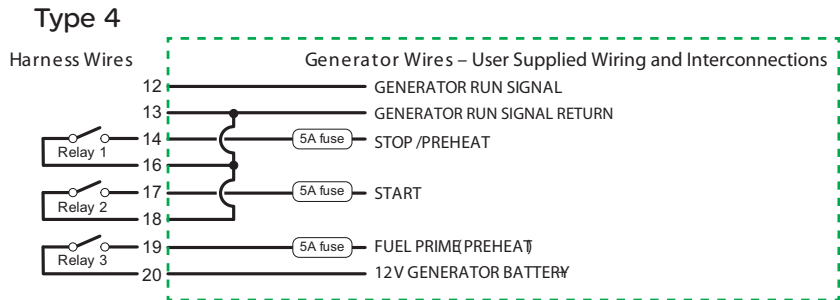 Type 4
Harness Wires Generator Wires – User Supplied Wiring and Interconnections
12 GENERATOR RUN SIGNAL
13 GENERATOR RUN SIGNAL RETURN
14 5A fuse STOP /PREHEAT
Relay 1
16
17 5A fuse START
Relay 2
18
19 5A fuse FUEL PRIME(PREHEAT)
Relay 3
20 12V GENERATOR BATTERY+